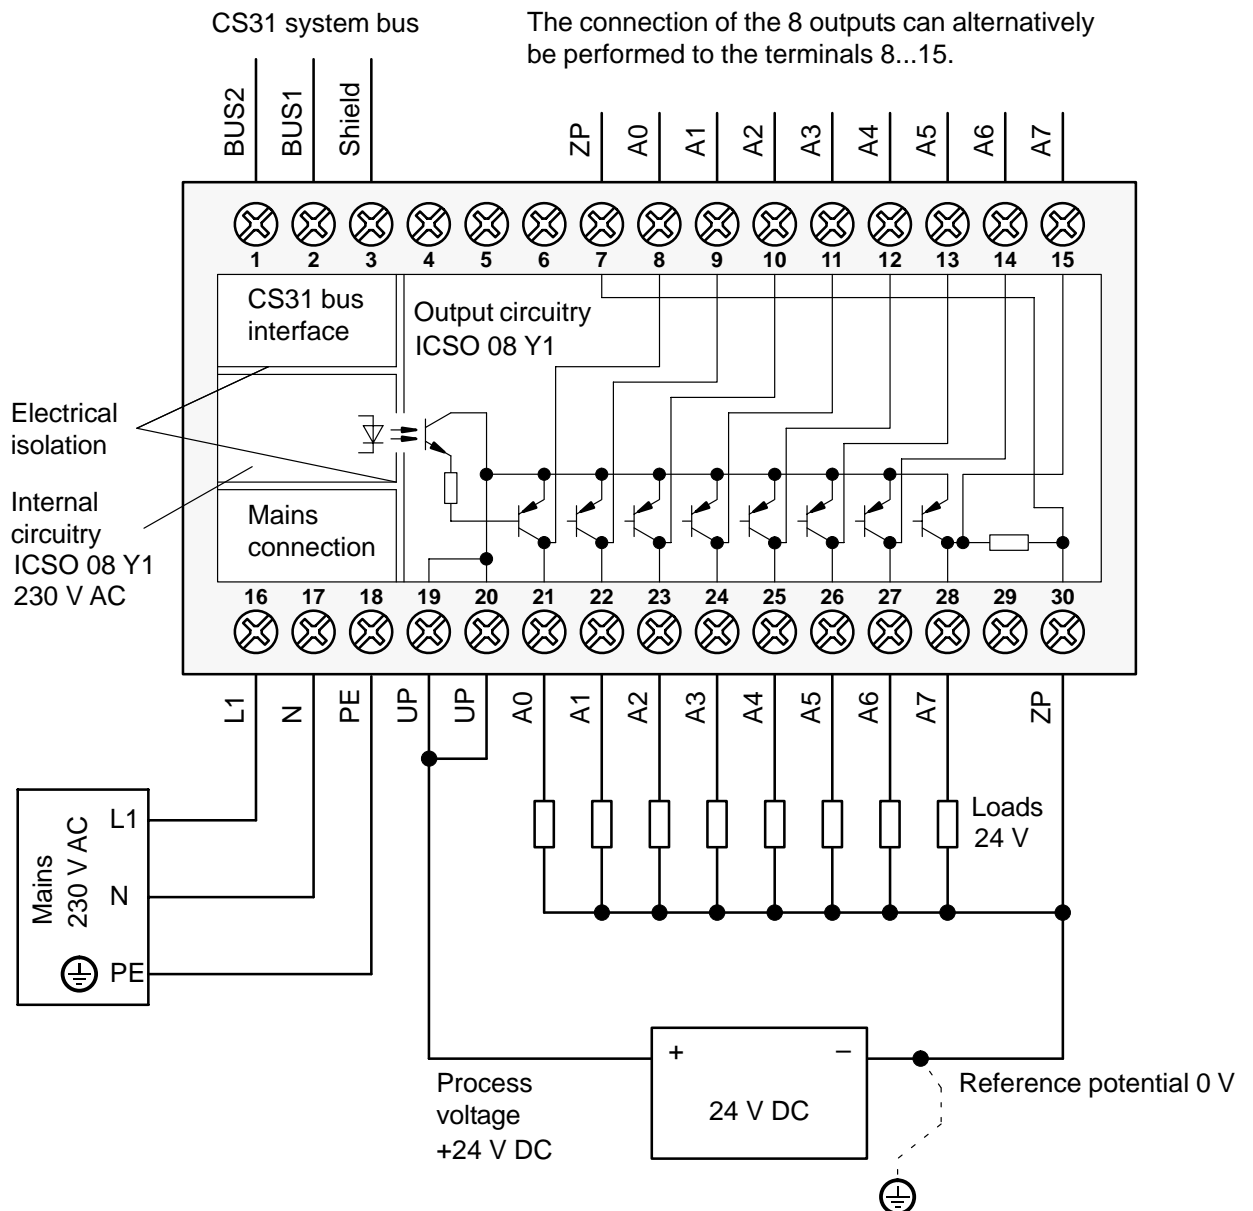 CS31 system bus
The connection of the 8 outputs can alternatively
be performed to the terminals 8...15.
BUS2
BUS1
Shield
ZP
A0
A1
A2
A3
A4
A5
A6
A7
1 2 3 4 5 6 7 8 9 10 11 12 13 14 15
CS31 bus
interface
Output circuitry
ICSO 08 Y1
Electrical
isolation
Internal
circuitry
ICSO 08 Y1
230 V AC
Mains
connection
16 17 18 19 20 21 22 23 24 25 26 27 28 29 30
L1
N
PE
UP
UP
A0
A1
A2
A3
A4
A5
A6
A7
ZP
Mains
230 V AC
L1
N
PE
Loads
24 V
+ –
24 V DC
Process
voltage
+24 V DC
Reference potential 0 V